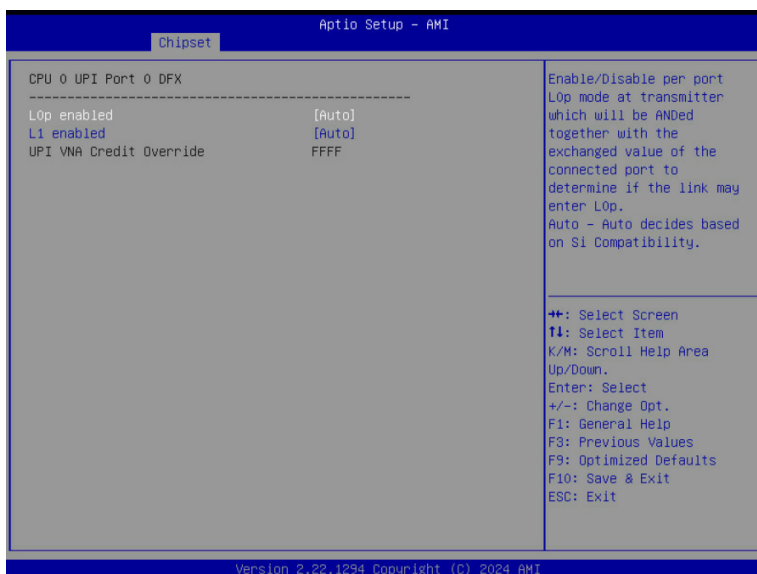 Aptio Setup – AMI
Chipset
CPU 0 UPI Port 0 DFX
--------------------------------------------------
L0p enabled [Auto]
L1 enabled [Auto]
UPI VNA Credit Override FFFF
Enable/Disable per port
L0p mode at transmitter
which will be ANDed
together with the
exchanged value of the
connected port to
determine if the link may
enter L0p.
Auto – Auto decides based
on Si Compatibility.
→←: Select Screen
↑↓: Select Item
K/M: Scroll Help Area
Up/Down.
Enter: Select
+/-: Change Opt.
F1: General Help
F3: Previous Values
F9: Optimized Defaults
F10: Save & Exit
ESC: Exit
Version 2.22.1294 Copyright (C) 2024 AMI